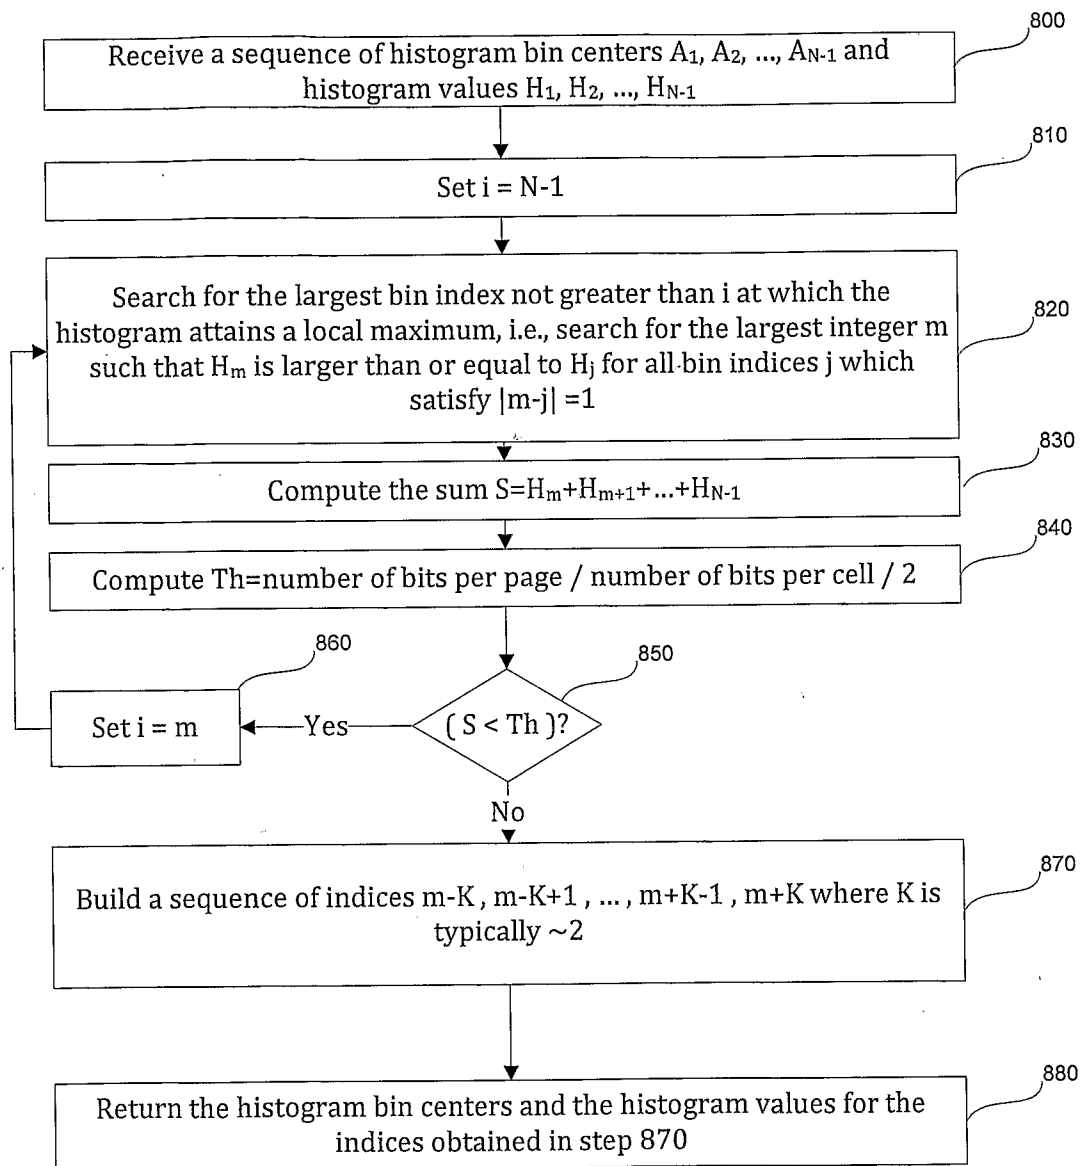 800
Receive a sequence of histogram bin centers A1, A2, ..., AN-1 and
histogram values H1, H2, ..., HN-1
810
Set i = N-1
820
Search for the largest bin index not greater than i at which the
histogram attains a local maximum, i.e., search for the largest integer m
such that Hm is larger than or equal to Hj for all bin indices j which
satisfy |m-j| =1
830
Compute the sum S=Hm+Hm+1+...+HN-1
840
Compute Th=number of bits per page / number of bits per cell / 2
850
( S < Th )?
Yes
860
Set i = m
No
870
Build a sequence of indices m-K , m-K+1 , ... , m+K-1 , m+K where K is
typically ~2
880
Return the histogram bin centers and the histogram values for the
indices obtained in step 870